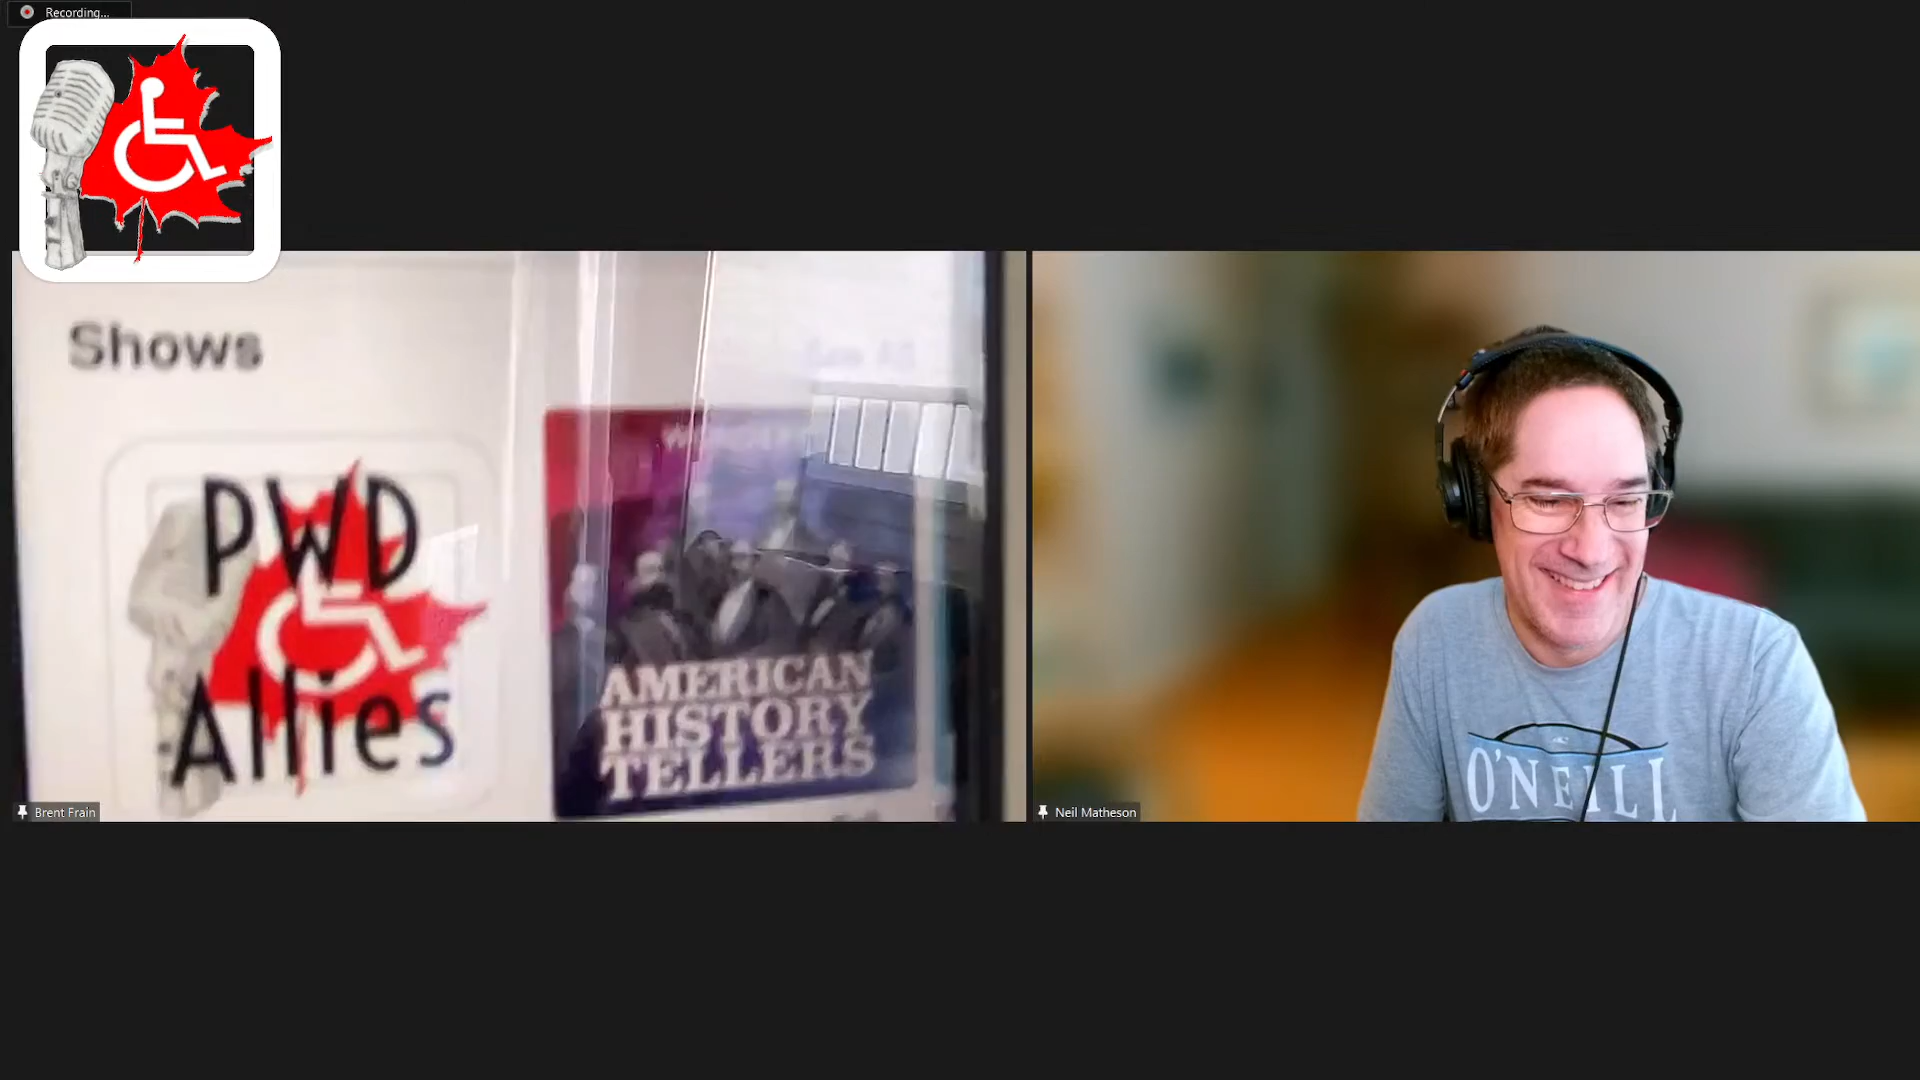 Recording...
Shows
PWD
Allies
AMERICAN
HISTORY
TELLERS
O'NEILL
Brent Frain
Neil Matheson